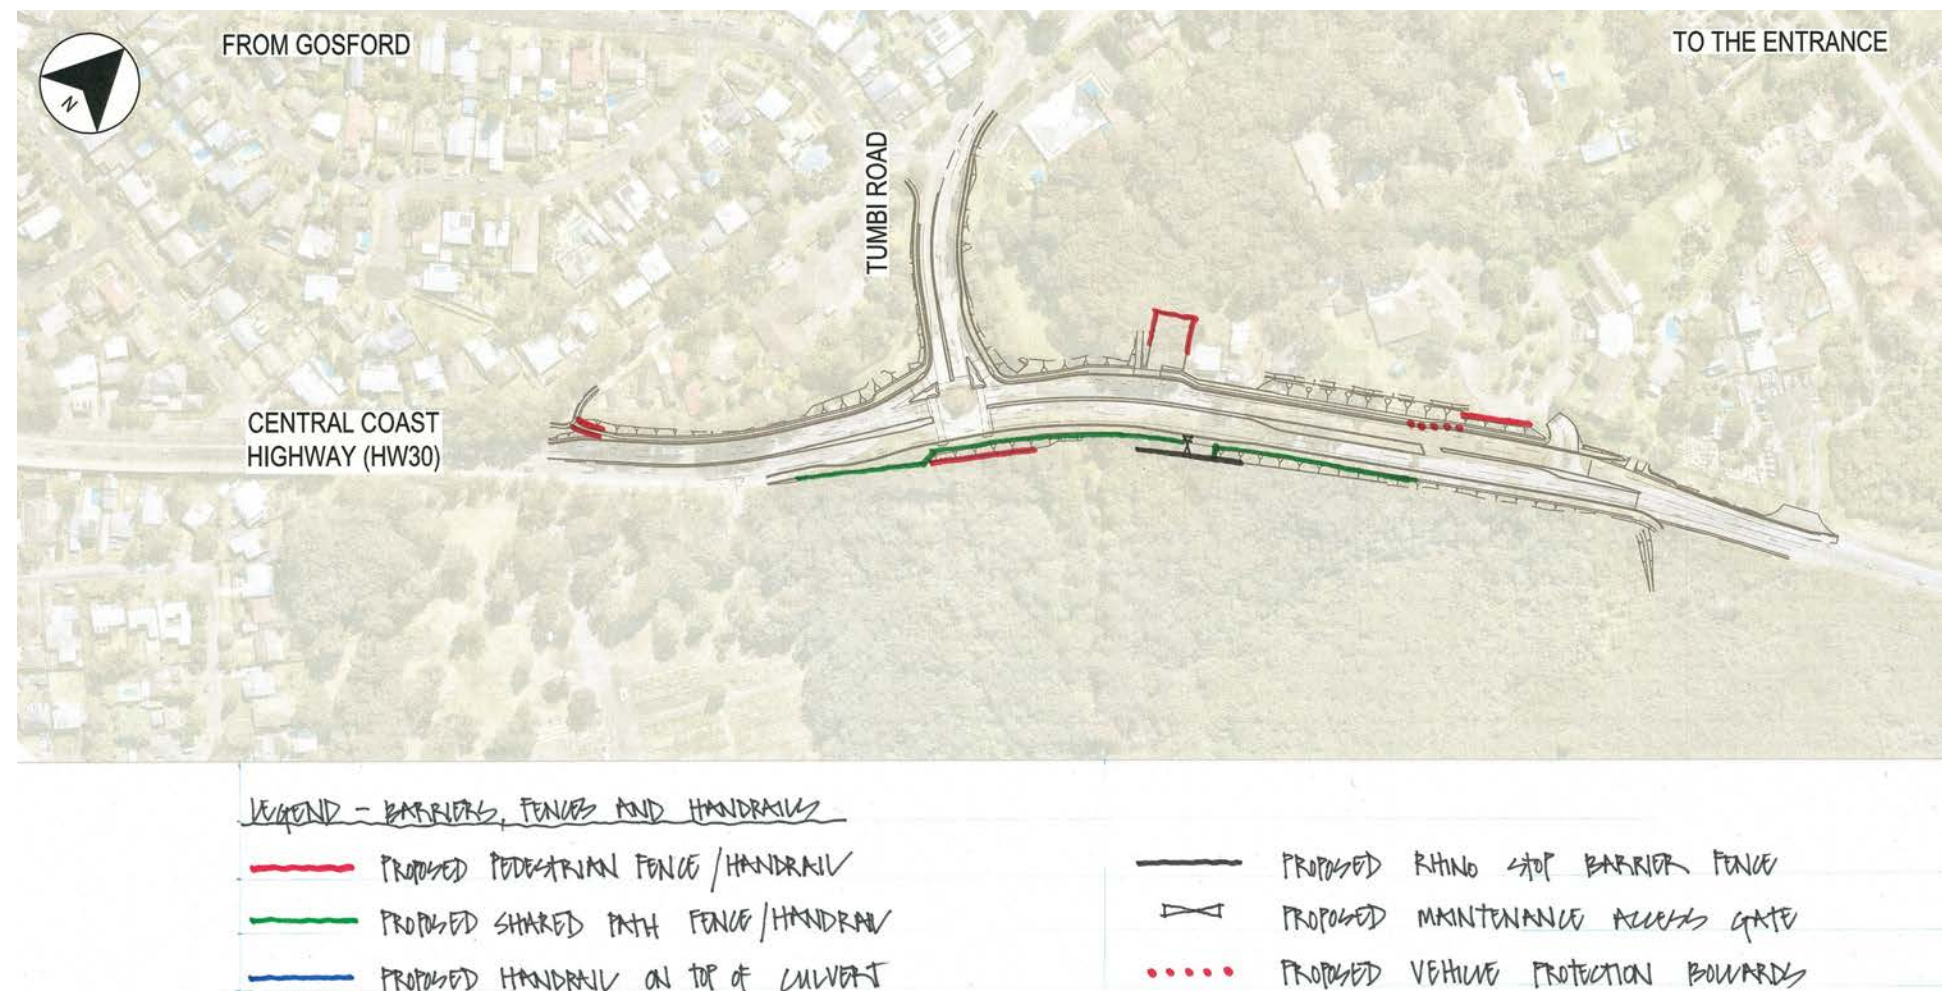 N
FROM GOSFORD
TO THE ENTRANCE
TUMBI ROAD
CENTRAL COAST
HIGHWAY (HW30)
LEGEND - BARRIERS, FENCES AND HANDRAILS
PROPOSED PEDESTRIAN FENCE/HANDRAIL
PROPOSED SHARED PATH FENCE/HANDRAIL
PROPOSED HANDRAIL ON TOP OF CULVERT
PROPOSED RHINO STOP BARRIER FENCE
PROPOSED MAINTENANCE ACCESS GATE
PROPOSED VEHICLE PROTECTION BOLLARDS